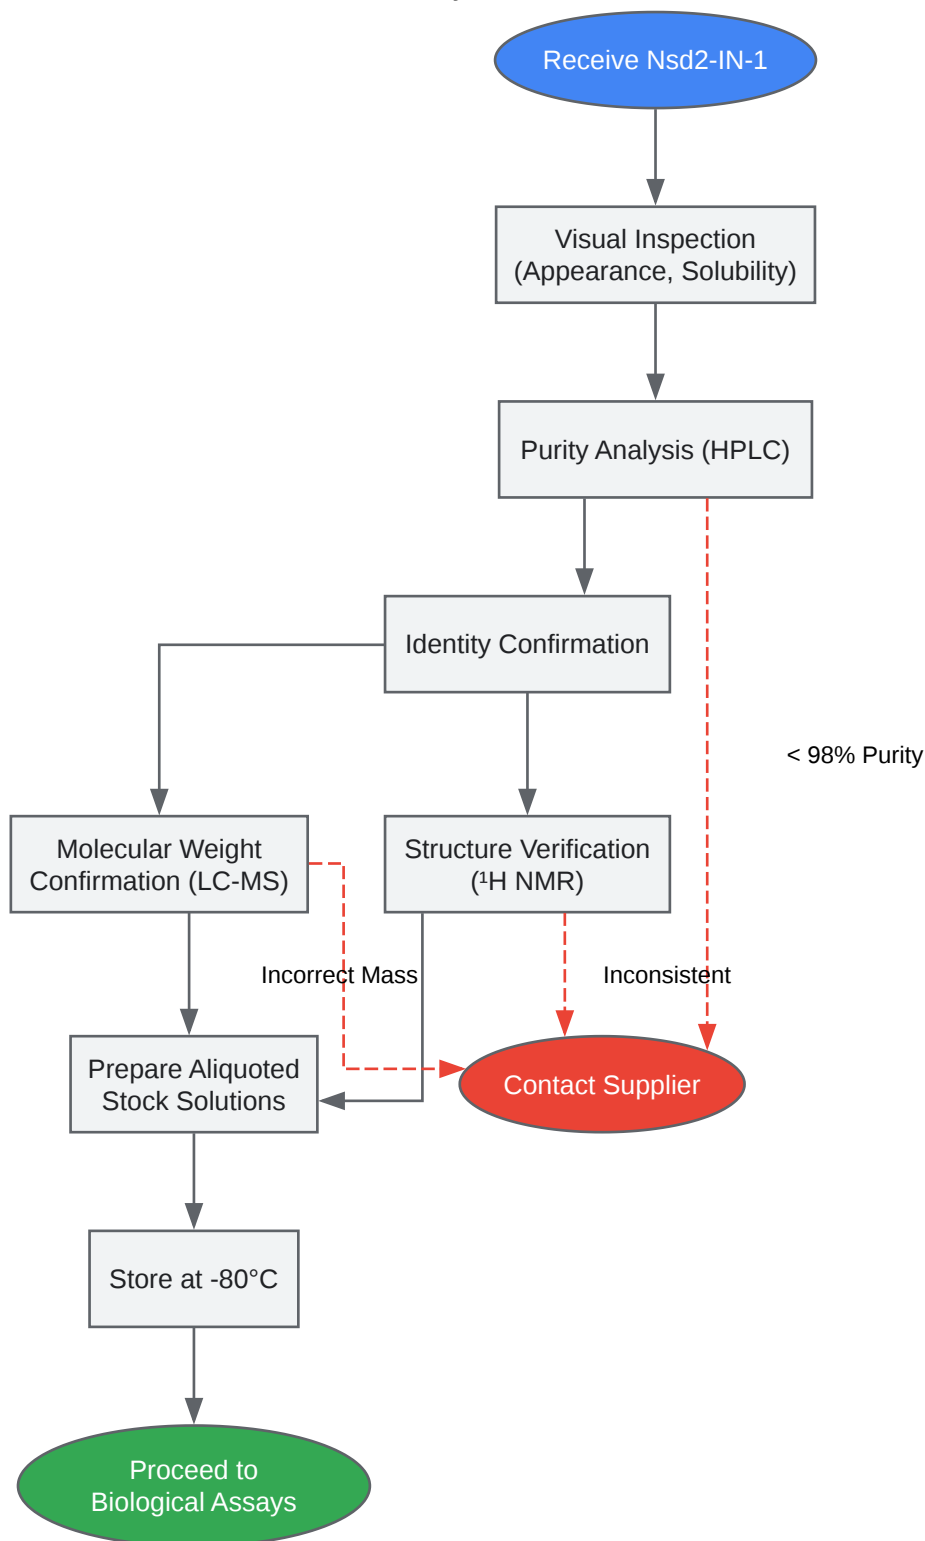 Receive Nsd2-IN-1
Visual Inspection
(Appearance, Solubility)
Purity Analysis (HPLC)
Identity Confirmation
< 98% Purity
Molecular Weight
Confirmation (LC-MS)
Structure Verification
(¹H NMR)
Incorrect Mass
Inconsistent
Prepare Aliquoted
Stock Solutions
Contact Supplier
Store at -80°C
Proceed to
Biological Assays